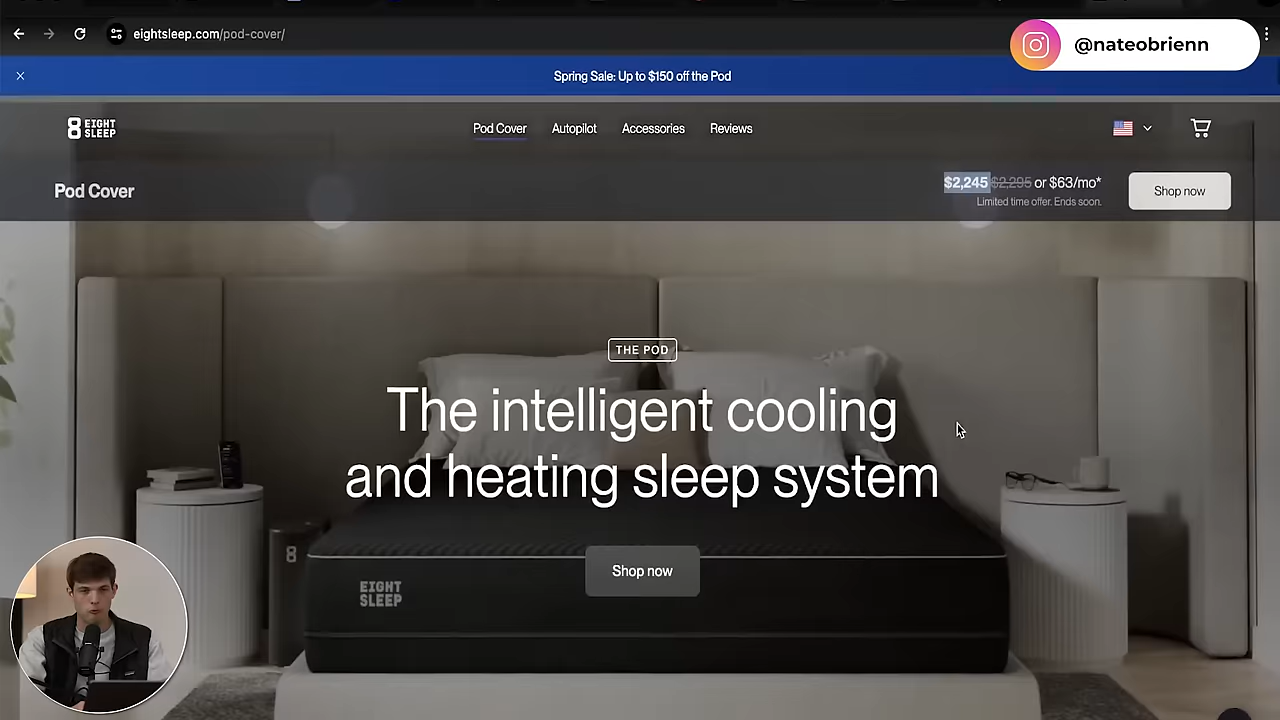 eightsleep.com/pod-cover/
@nateobrienn
Spring Sale: Up to $150 off the Pod
8 EIGHT SLEEP
Pod Cover
Autopilot
Accessories
Reviews
Pod Cover
$2,245 $2,295 or $63/mo*
Limited time offer. Ends soon.
Shop now
THE POD
The intelligent cooling
and heating sleep system
Shop now
8
EIGHT
SLEEP